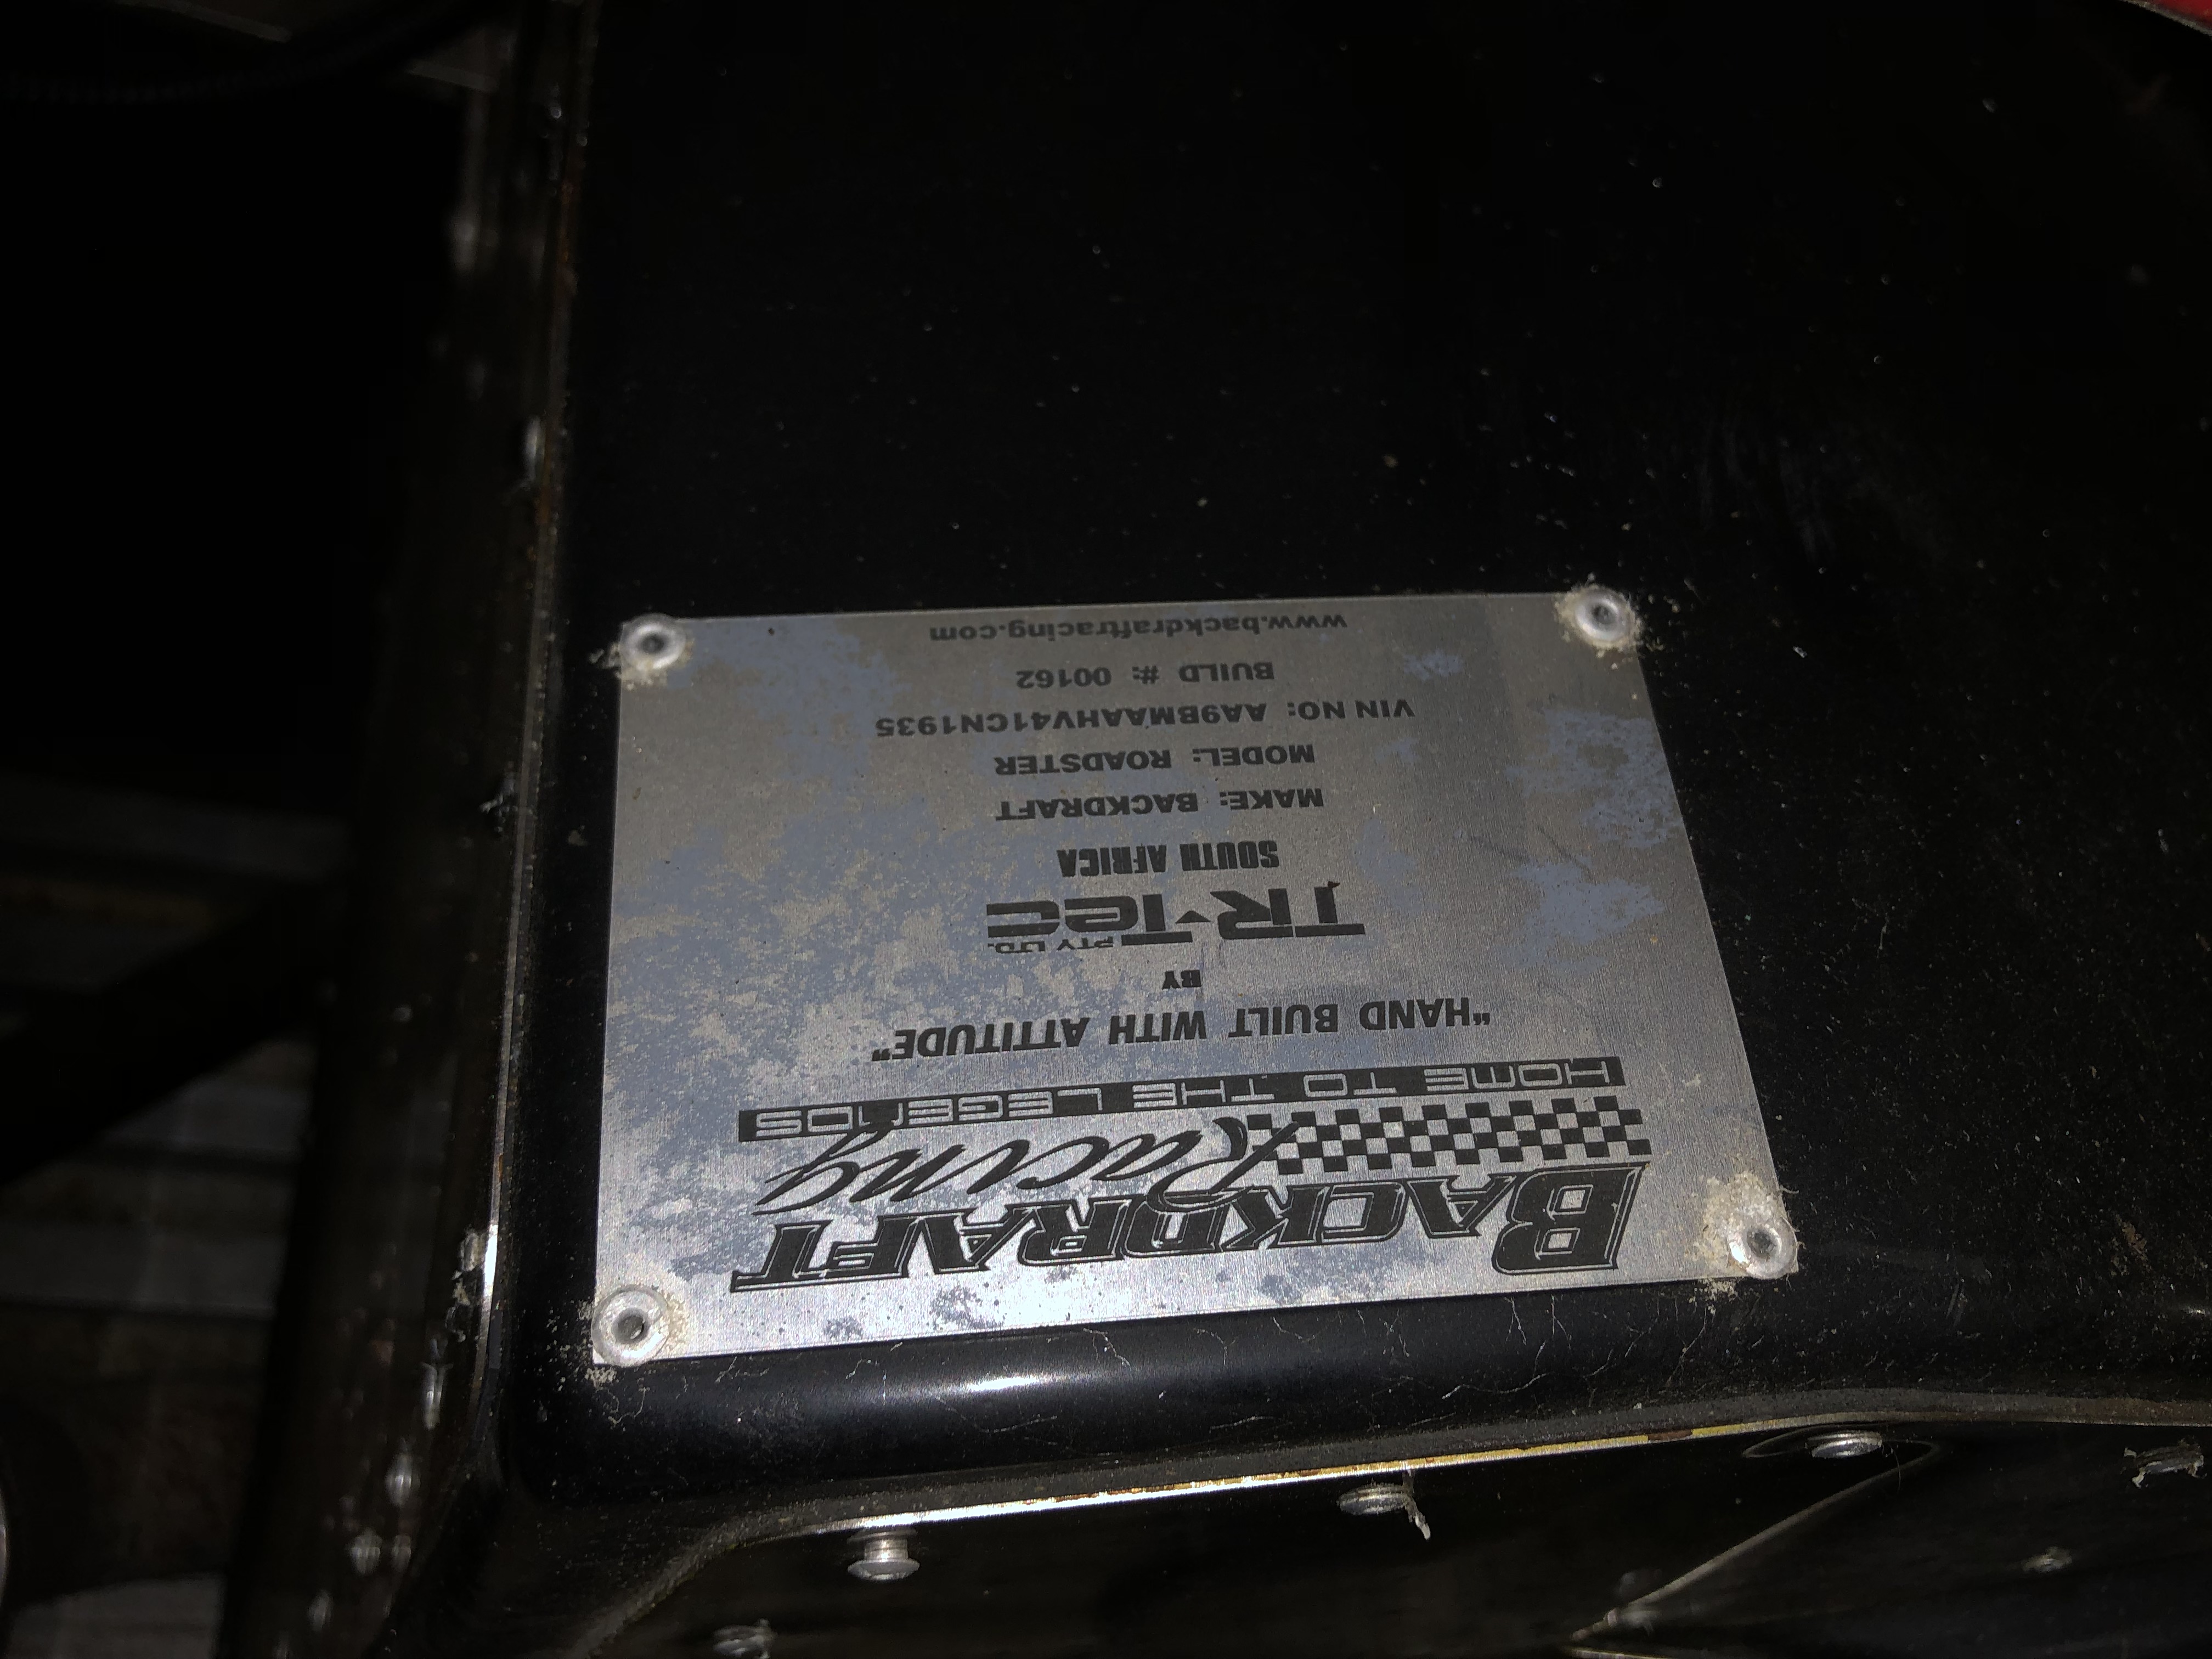 BACKDRAFT
Racing
HOME TO THE LEGENDS
"HAND BUILT WITH ATTITUDE"
BY
TR-Tec
PTY LTD.
SOUTH AFRICA
MAKE: BACKDRAFT
MODEL: ROADSTER
VIN NO: AA9BMAAHV41CN1935
BUILD #: 00162
www.backdraftracing.com